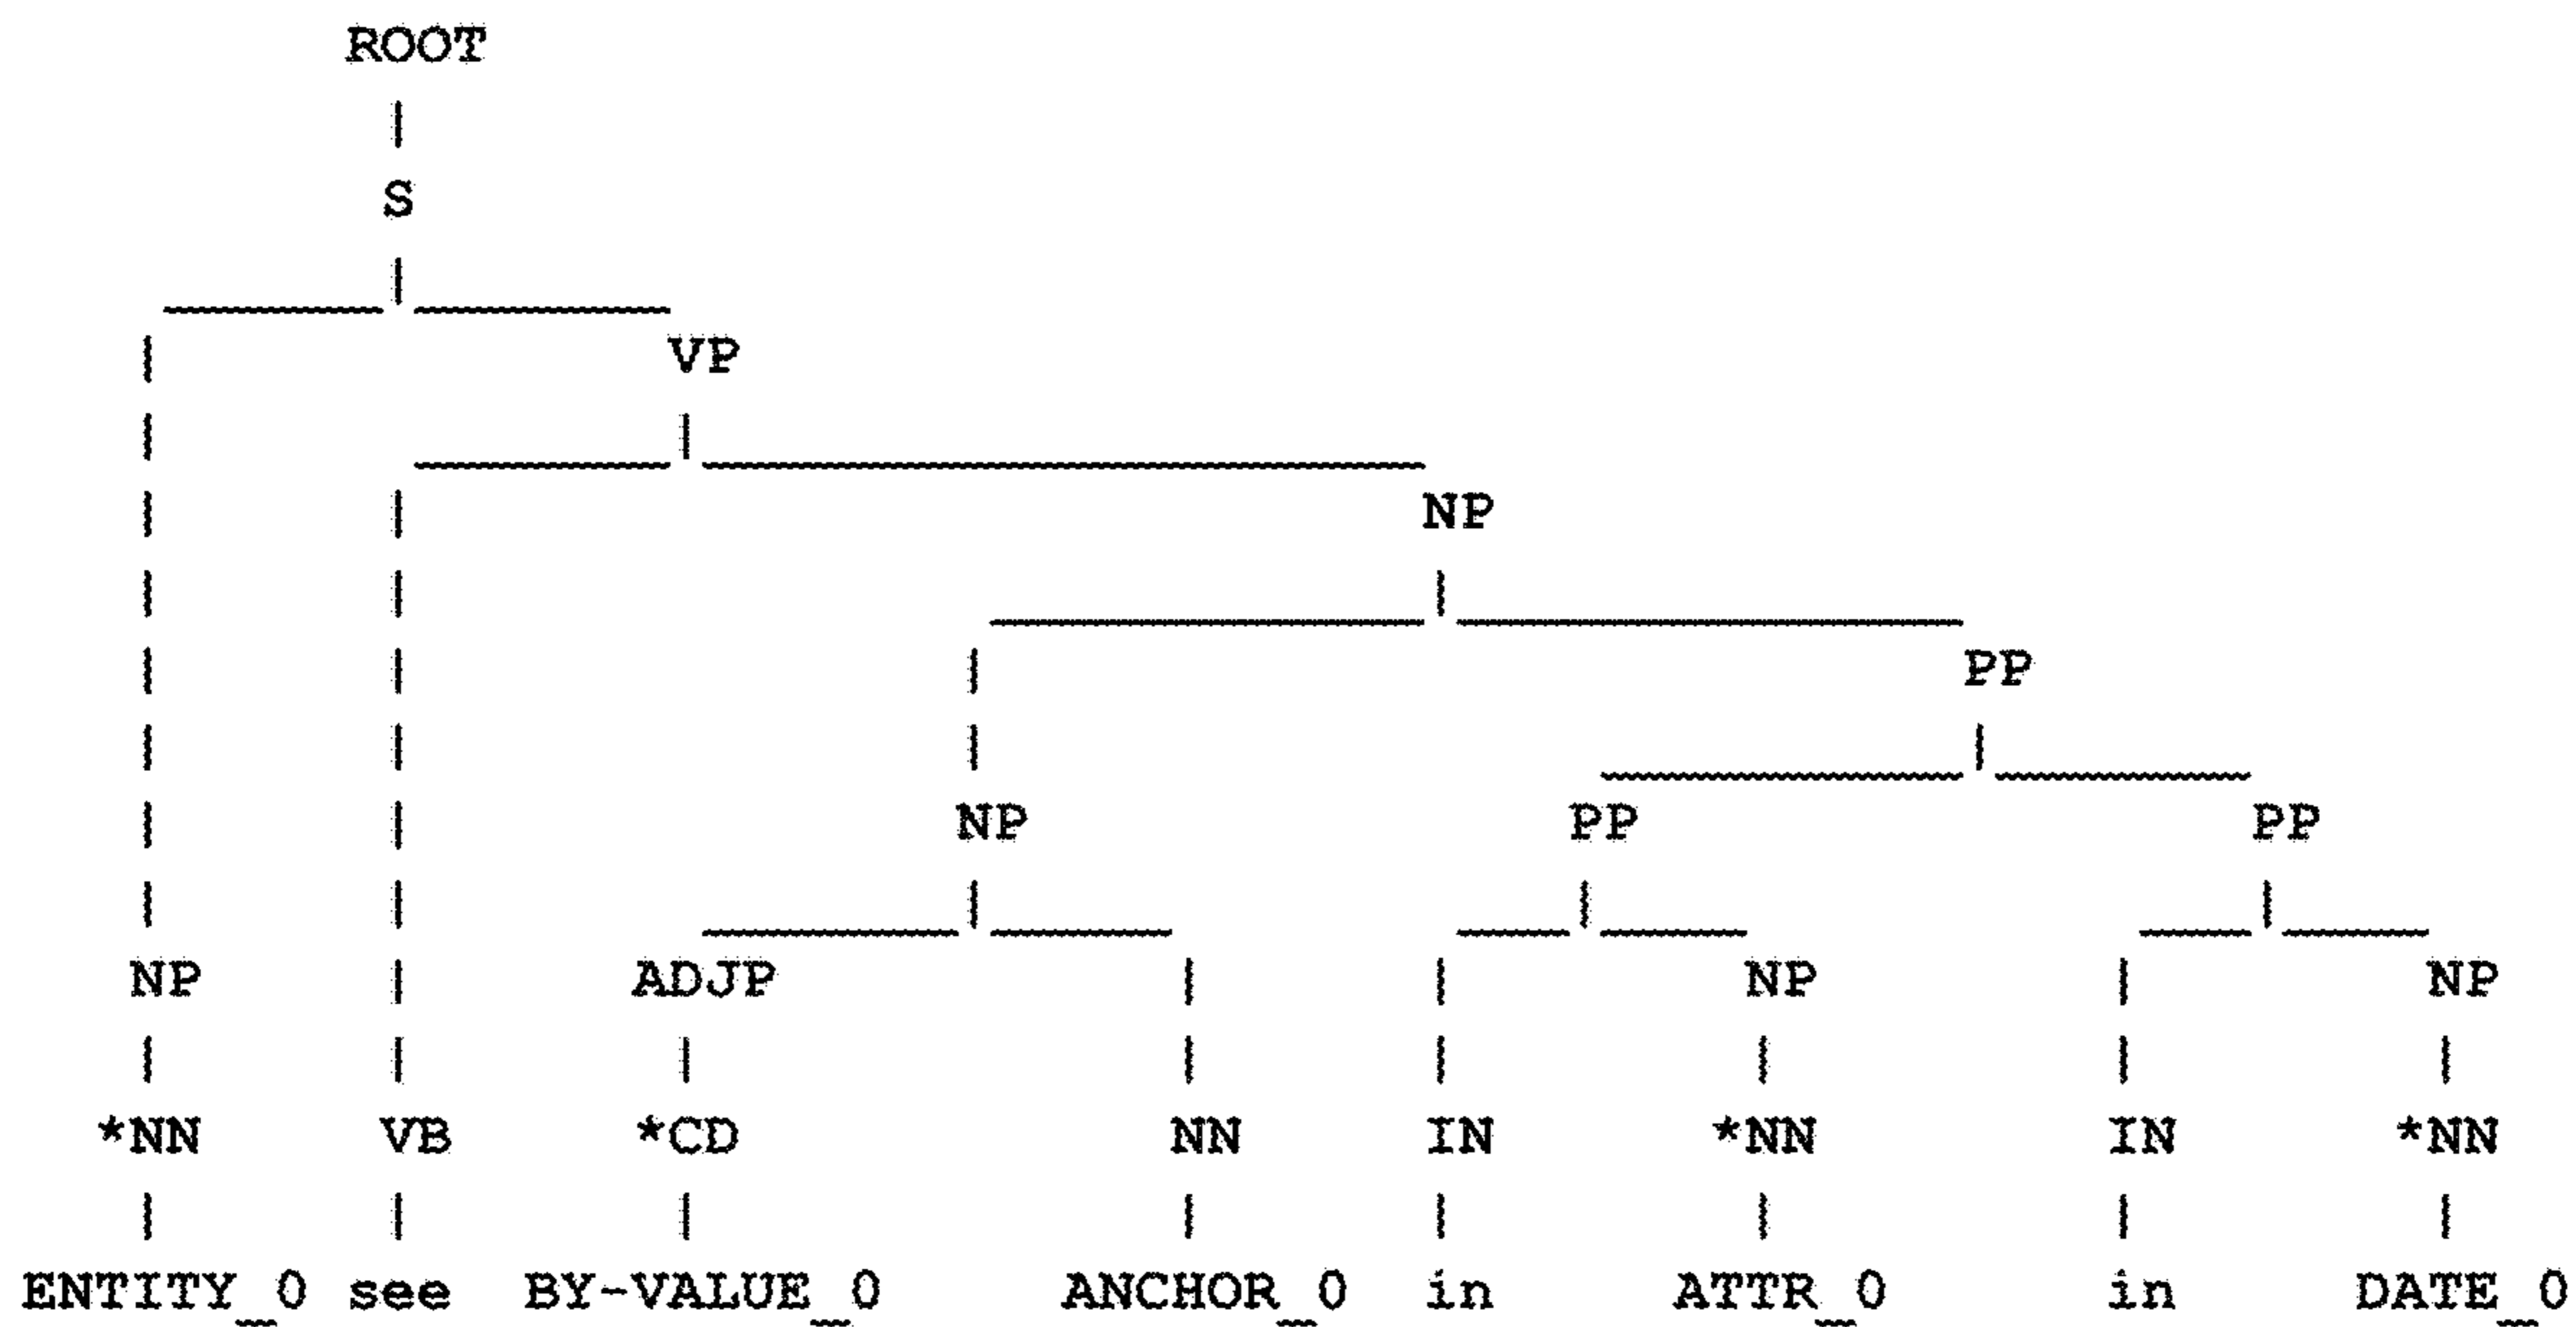 ROOT
S
VP
NP
PP
NP PP PP
NP ADJP NP NP
*NN VB *CD NN IN *NN IN *NN
ENTITY_0 see BY-VALUE_0 ANCHOR_0 in ATTR_0 in DATE_0